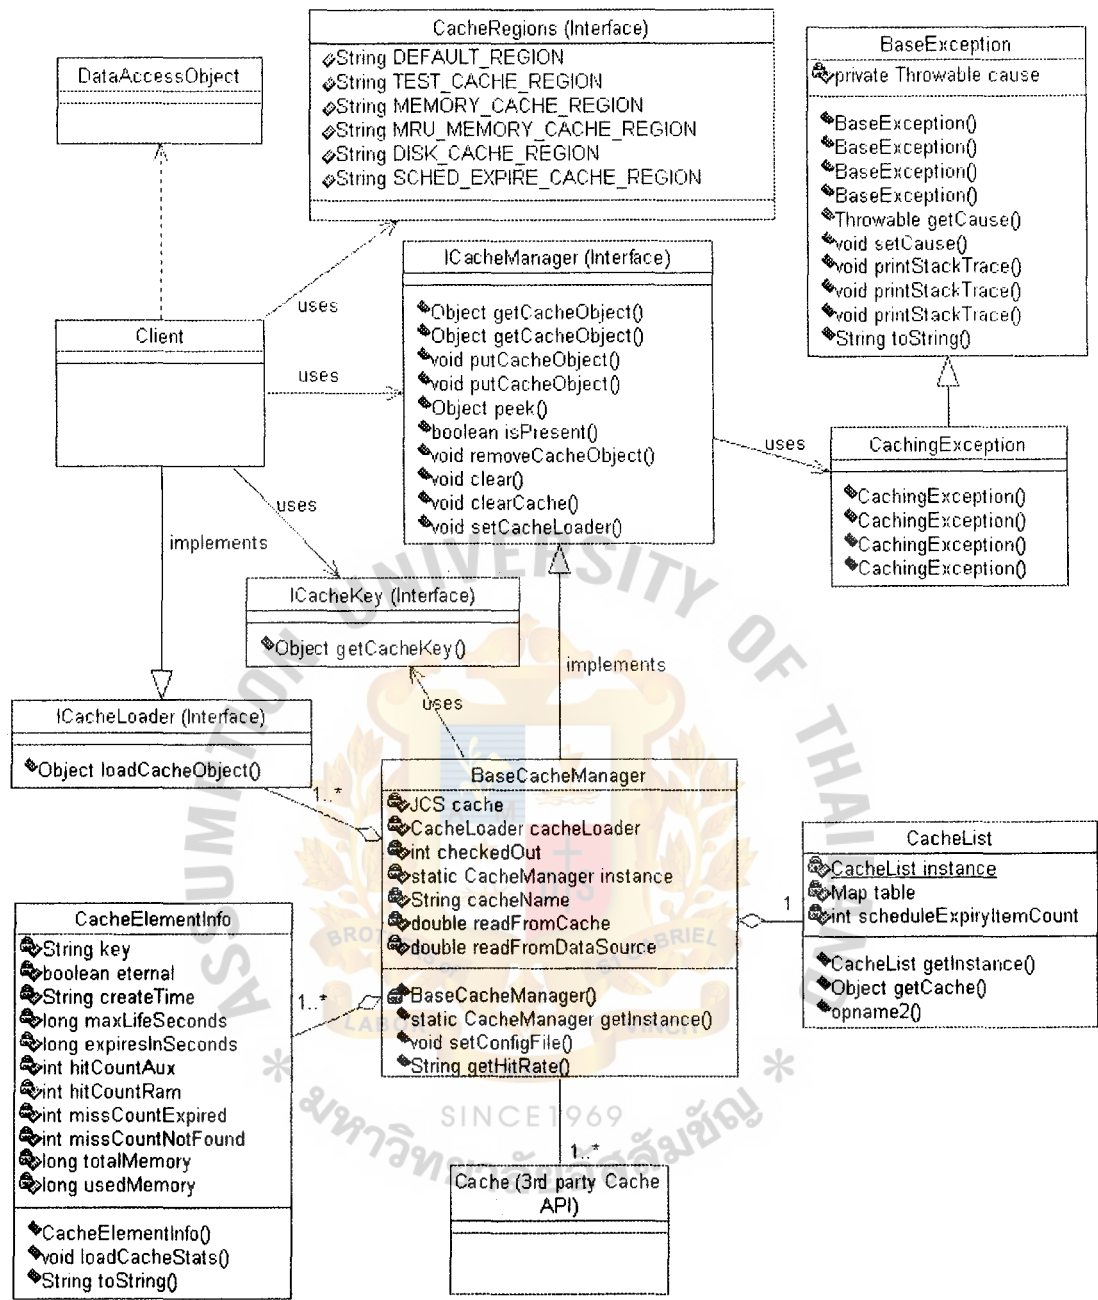 CacheRegions (Interface)
String DEFAULT_REGION
String TEST_CACHE_REGION
String MEMORY_CACHE_REGION
String MRU_MEMORY_CACHE_REGION
String DISK_CACHE_REGION
String SCHED_EXPIRE_CACHE_REGION
DataAccessObject
BaseException
private Throwable cause
BaseException()
BaseException()
BaseException()
BaseException()
Throwable getCause()
void setCause()
void printStackTrace()
void printStackTrace()
void printStackTrace()
String toString()
uses
ICacheManager (Interface)
Object getCacheObject()
Object getCacheObject()
void putCacheObject()
void putCacheObject()
Object peek()
boolean isPresent()
void removeCacheObject()
void clear()
void clearCache()
void setCacheLoader()
Client
uses
uses
CachingException
CachingException()
CachingException()
CachingException()
CachingException()
uses
implements
ICacheKey (Interface)
Object getCacheKey()
implements
uses
ICacheLoader (Interface)
Object loadCacheObject()
1..*
BaseCacheManager
JCS cache
CacheLoader cacheLoader
int checkedOut
static CacheManager instance
String cacheName
double readFromCache
double readFromDataSource
BaseCacheManager()
static CacheManager getInstance()
void setConfigFile()
String getHitRate()
1
CacheList
CacheList instance
Map table
int scheduleExpiryItemCount
CacheList getInstance()
Object getCache()
opname2()
CacheElementInfo
String key
boolean eternal
String createTime
long maxLifeSeconds
long expiresInSeconds
int hitCountAux
int hitCountRam
int missCountExpired
int missCountNotFound
long totalMemory
long usedMemory
CacheElementInfo()
void loadCacheStats()
String toString()
1..*
1..*
Cache (3rd party Cache
API)
ASSUMPTION UNIVERSITY OF THAILAND
LABOR
VINCIT
SINCE1969